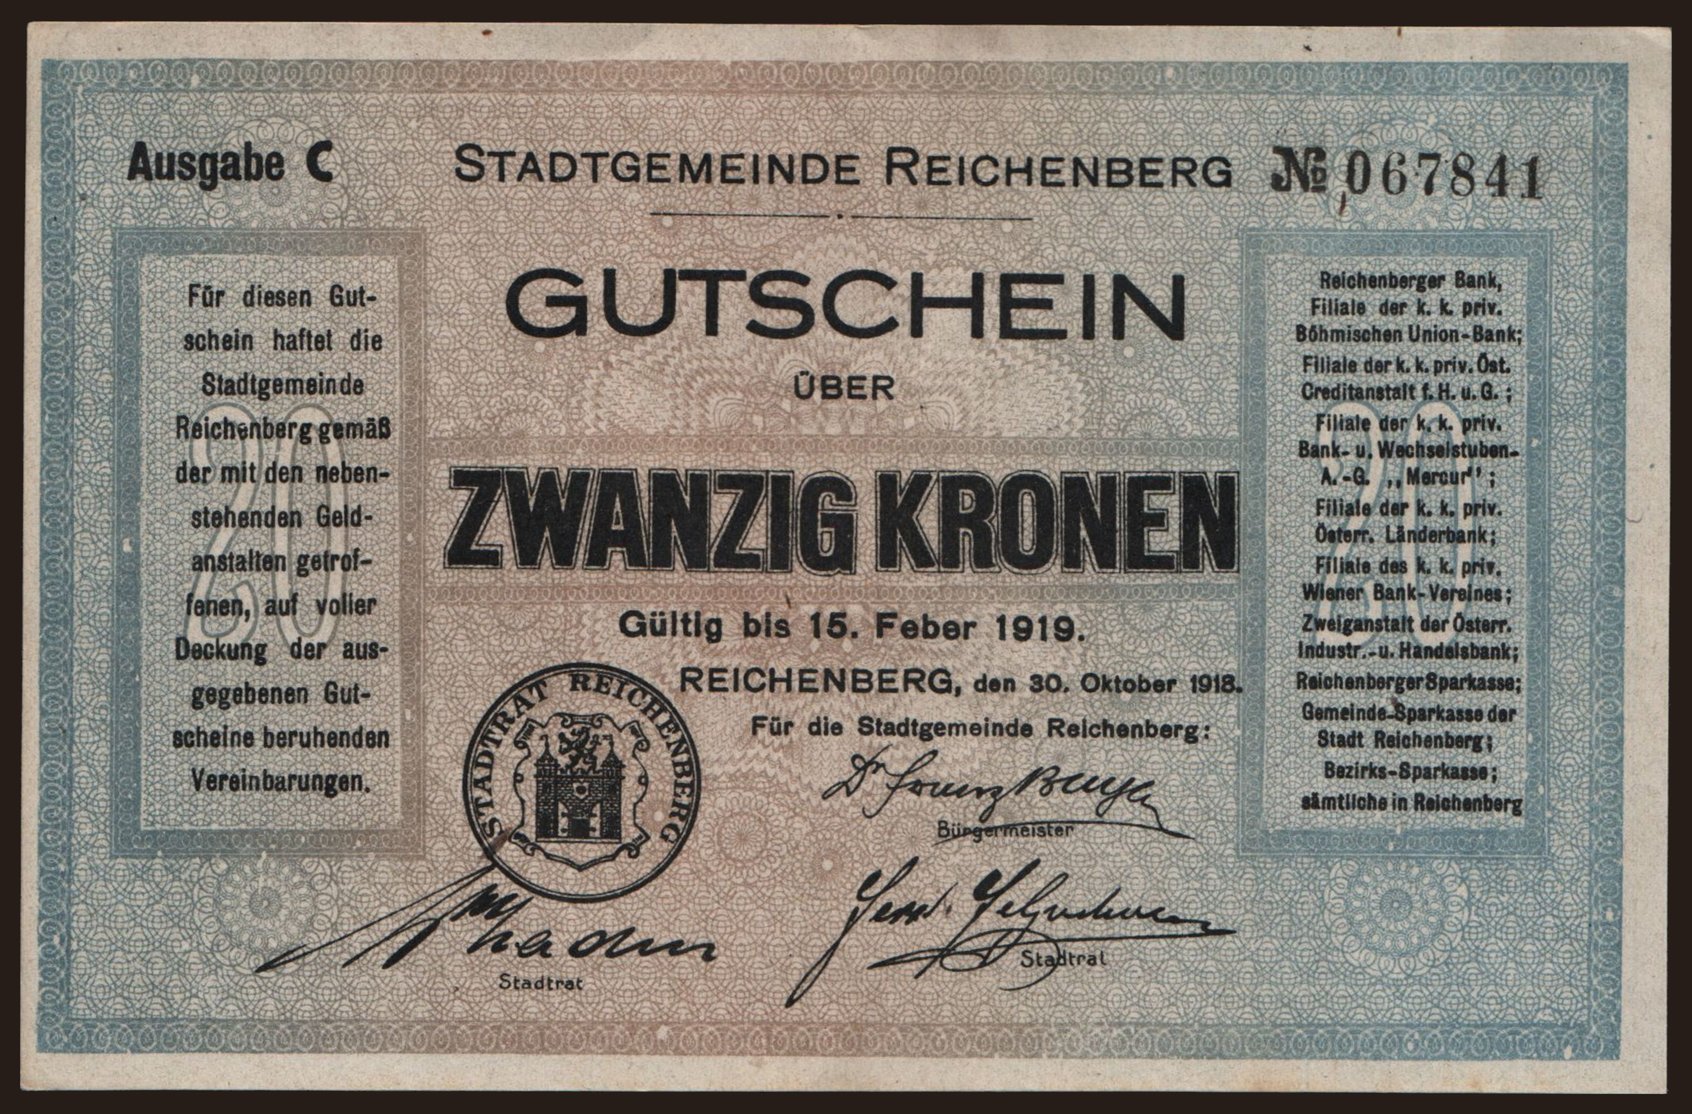 Ausgabe C
STADTGEMEINDE REICHENBERG
№ 067841
GUTSCHEIN
ÜBER
ZWANZIG KRONEN
Gültig bis 15. Feber 1919.
REICHENBERG, den 30. Oktober 1918.
Für die Stadtgemeinde Reichenberg:
Dr Franz Bayer
Bürgermeister
Stadtrat
Stadtrat
STADTRAT REICHENBERG
Für diesen Gut-
schein haftet die
Stadtgemeinde
Reichenberg gemäß
der mit den neben-
stehenden Geld-
anstalten getrof-
fenen, auf voller
Deckung der aus-
gegebenen Gut-
scheine beruhenden
Vereinbarungen.
20
Reichenberger Bank,
Filiale der k. k. priv.
Böhmischen Union-Bank;
Filiale der k. k. priv. Öst.
Creditanstalt f. H. u. G. ;
Filiale der k. k. priv.
Bank- u. Wechselstuben-
A.-G. ,,Mercur'' ;
Filiale der k. k. priv.
Österr. Länderbank;
Filiale des k. k. priv.
Wiener Bank-Vereines;
Zweiganstalt der Österr.
Industr.-u. Handelsbank;
Reichenberger Sparkasse;
Gemeinde-Sparkasse der
Stadt Reichenberg;
Bezirks-Sparkasse;
sämtliche in Reichenberg
20